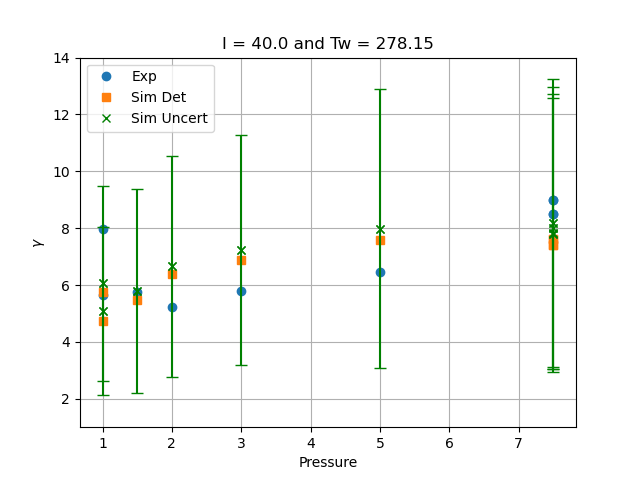 I = 40.0 and Tw = 278.15
14
12
10
8
6
4
2
γ
Exp
Sim Det
Sim Uncert
1 2 3 4 5 6 7
Pressure